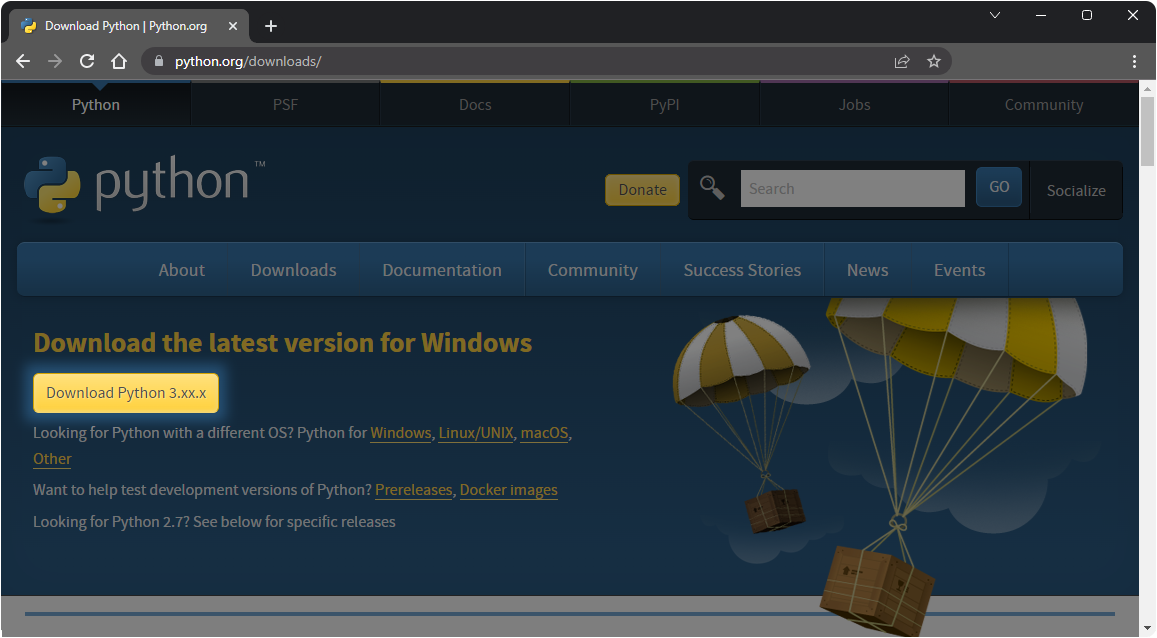 Download Python | Python.org
python.org/downloads/
Python PSF Docs PyPI Jobs Community
python™
Donate Search GO Socialize
About Downloads Documentation Community Success Stories News Events
Download the latest version for Windows
Download Python 3.xx.x
Looking for Python with a different OS? Python for Windows, Linux/UNIX, macOS,
Other
Want to help test development versions of Python? Prereleases, Docker images
Looking for Python 2.7? See below for specific releases